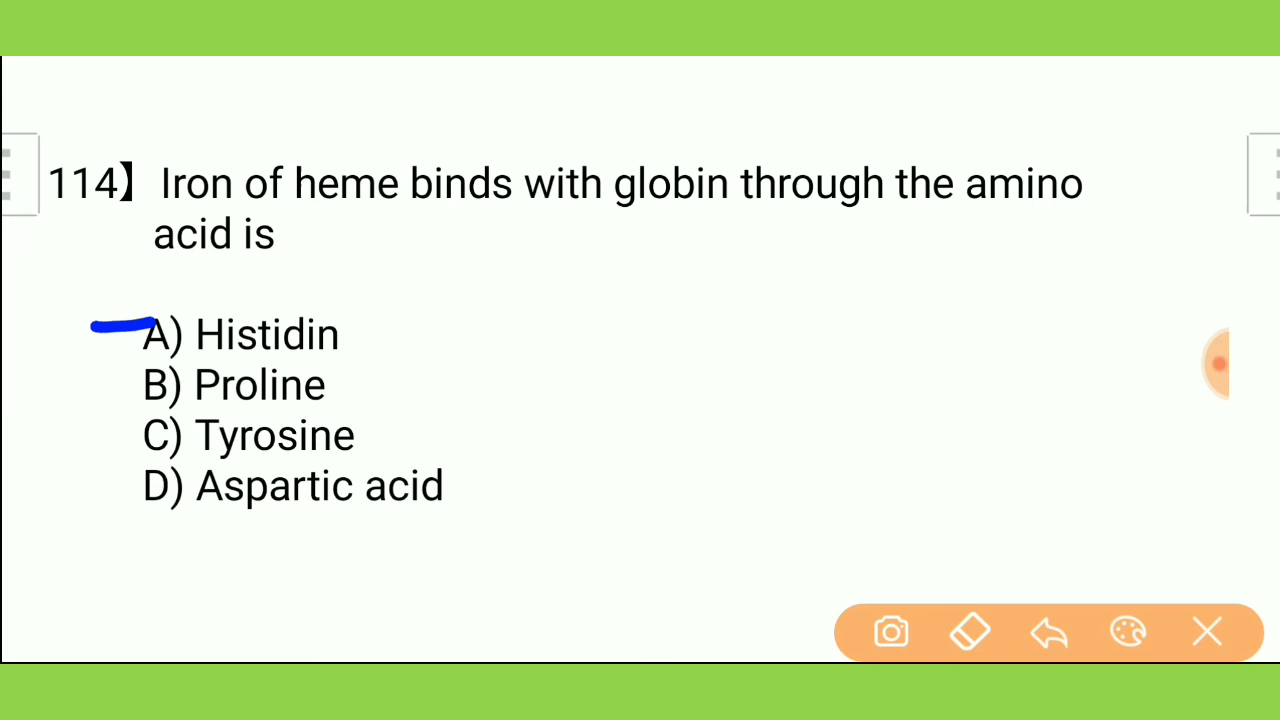 114】 Iron of heme binds with globin through the amino
acid is
A) Histidin
B) Proline
C) Tyrosine
D) Aspartic acid